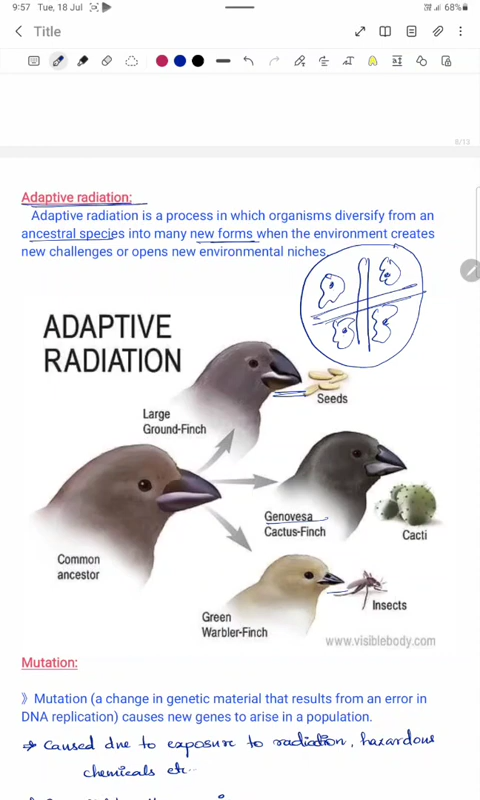 9:57 Tue, 18 Jul
68%
Title
6/13
Adaptive radiation:
Adaptive radiation is a process in which organisms diversify from an
ancestral species into many new forms when the environment creates
new challenges or opens new environmental niches.
ADAPTIVE
RADIATION
Seeds
Large
Ground-Finch
Genovesa
Cactus-Finch
Cacti
Common
ancestor
Insects
Green
Warbler-Finch
www.visiblebody.com
Mutation:
》Mutation (a change in genetic material that results from an error in
DNA replication) causes new genes to arise in a population.
→ Caused due to exposure to radiation, hazardous
chemicals etc..